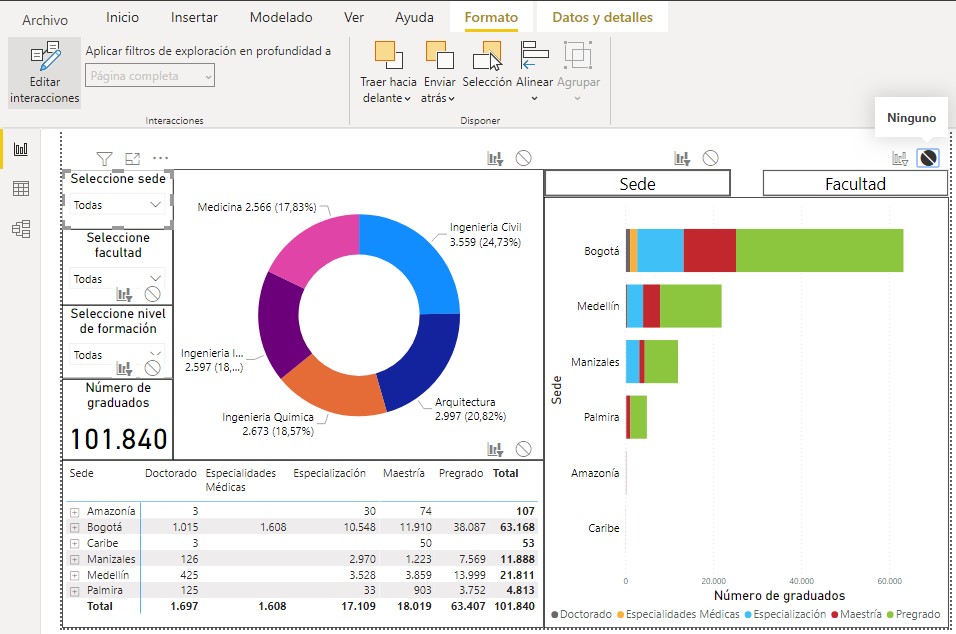 Archivo Inicio Insertar Modelado Ver Ayuda Formato Datos y detalles
Aplicar filtros de exploración en profundidad a
Página completa
Editar
interacciones
Interacciones
Traer hacia
delante
Enviar
atrás
Selección
Alinear
Agrupar
Disponer
Ninguno
Seleccione sede
Todas
Seleccione
facultad
Todas
Seleccione nivel
de formación
Todas
Número de
graduados
101.840
Medicina 2.566 (17,83%)
Ingenieria Civil
3.559 (24,73%)
Ingenieria I...
2.597 (18,...)
Ingenieria Quimica
2.673 (18,57%)
Arquitectura
2.997 (20,82%)
Sede Doctorado Especialidades Médicas Especialización Maestría Pregrado Total
Amazonía 3 30 74 107
Bogotá 1.015 1.608 10.548 11.910 38.087 63.168
Caribe 3 50 53
Manizales 126 2.970 1.223 7.569 11.888
Medellín 425 3.528 3.859 13.999 21.811
Palmira 125 33 903 3.752 4.813
Total 1.697 1.608 17.109 18.019 63.407 101.840
Sede
Facultad
Sede
Bogotá
Medellín
Manizales
Palmira
Amazonía
Caribe
0 20.000 40.000 60.000
Número de graduados
Doctorado Especialidades Médicas Especialización Maestría Pregrado